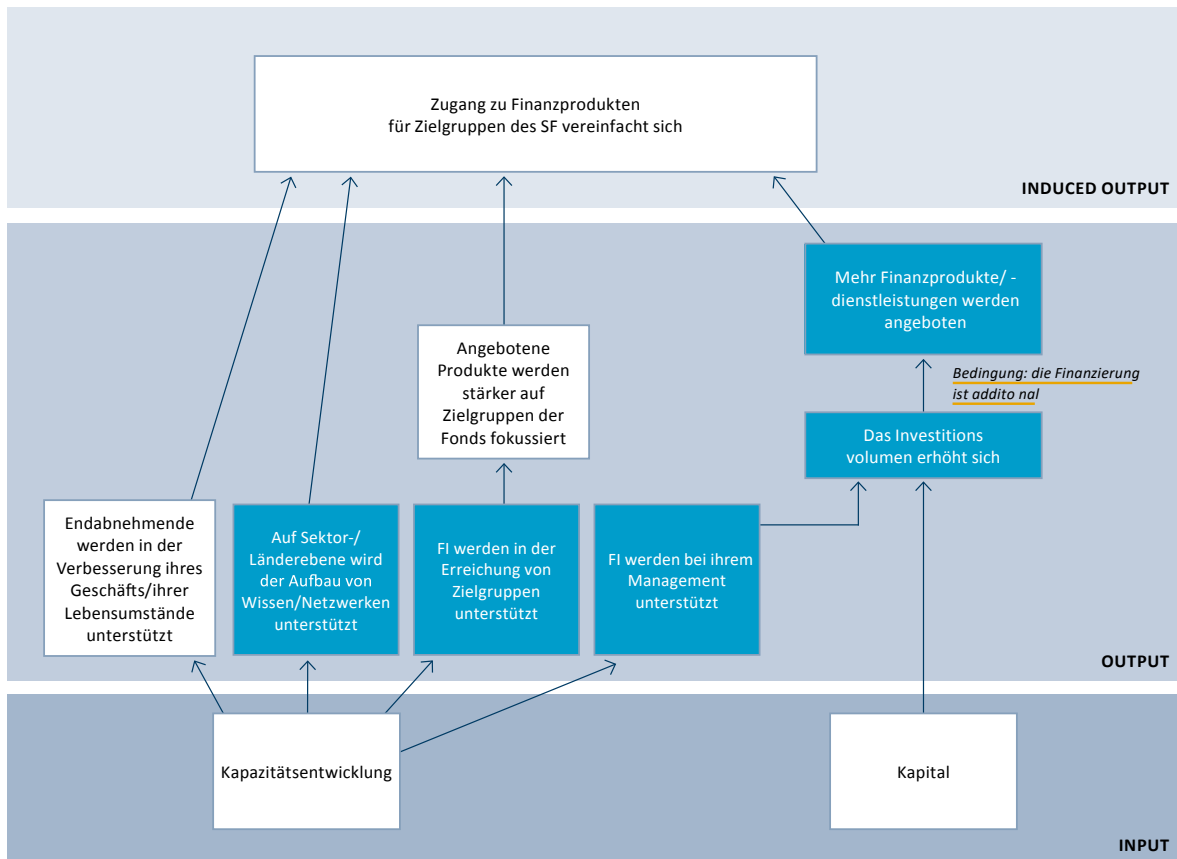 Zugang zu Finanzprodukten
für Zielgruppen des SF vereinfacht sich
INDUCED OUTPUT
Mehr Finanzprodukte/ -
dienstleistungen werden
angeboten
Angebotene
Produkte werden
stärker auf
Zielgruppen der
Fonds fokussiert
Bedingung: die Finanzierung
ist addito nal
Das Investitions
volumen erhöht sich
Endabnehmende
werden in der
Verbesserung ihres
Geschäfts/ihrer
Lebensumstände
unterstützt
Auf Sektor-/
Länderebene wird
der Aufbau von
Wissen/Netzwerken
unterstützt
FI werden in der
Erreichung von
Zielgruppen
unterstützt
FI werden bei ihrem
Management
unterstützt
OUTPUT
Kapazitätsentwicklung
Kapital
INPUT